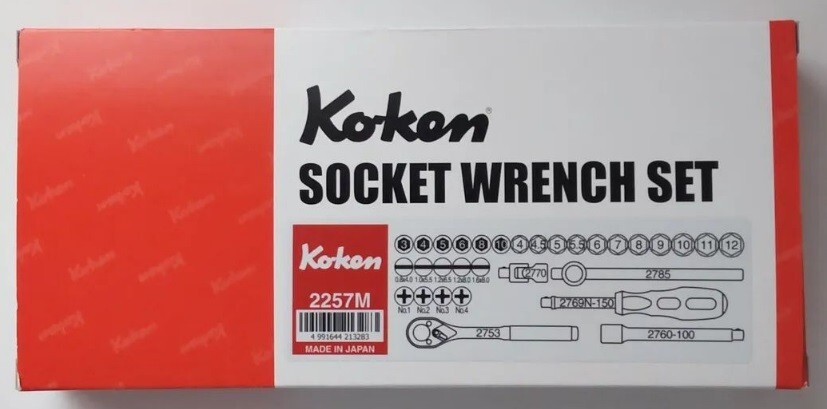 Ko-ken®
SOCKET WRENCH SET
Ko-ken
2257M
4 991644 213283
MADE IN JAPAN
3 4 5 6 8 10 4 4.5 5 5.5 6 7 8 9 10 11 12
2770 2785
No.1 No.2 No.3 No.4
2769N-150
2753 2760-100